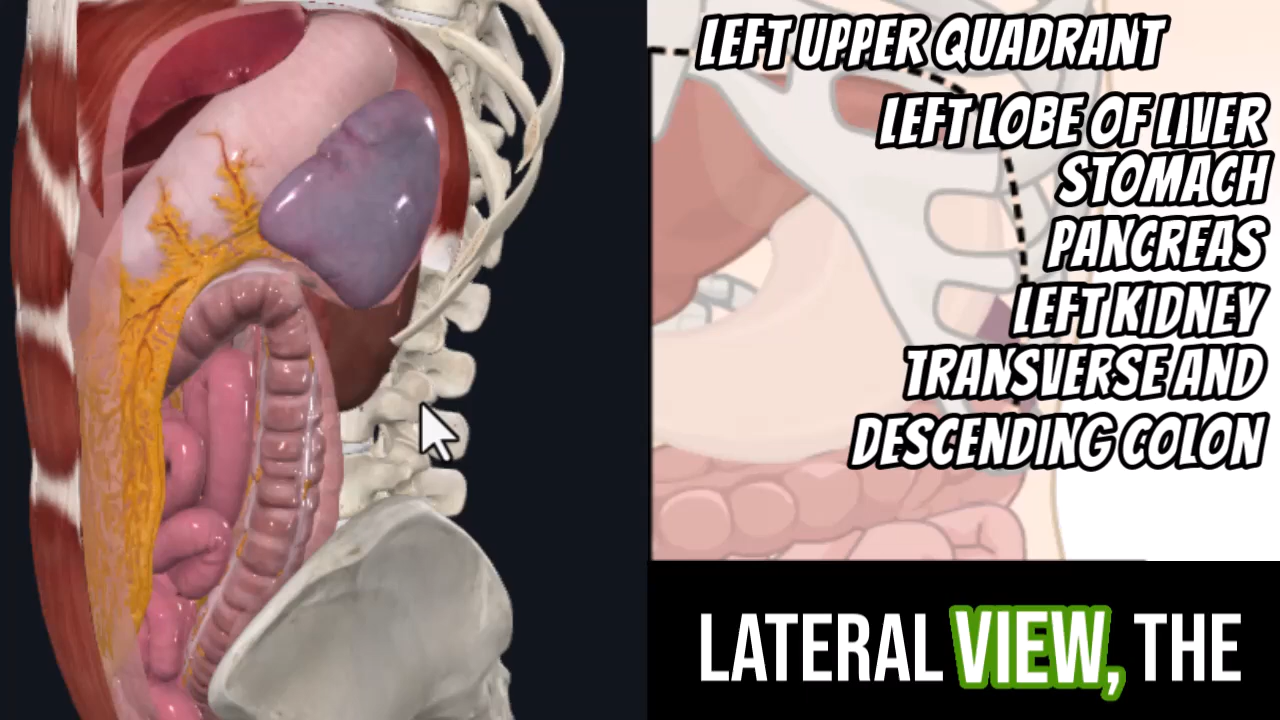 LEFT UPPER QUADRANT
LEFT LOBE OF LIVER
STOMACH
PANCREAS
LEFT KIDNEY
TRANSVERSE AND
DESCENDING COLON
LATERAL VIEW, THE